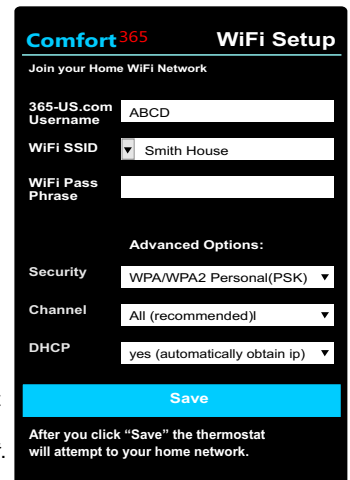 Comfort365 WiFi Setup
Join your Home WiFi Network
365-US.com
Username
ABCD
WiFi SSID
Smith House
WiFi Pass
Phrase
Advanced Options:
Security
WPA/WPA2 Personal(PSK)
Channel
All (recommended)l
DHCP
yes (automatically obtain ip)
Save
After you click “Save” the thermostat
will attempt to your home network.